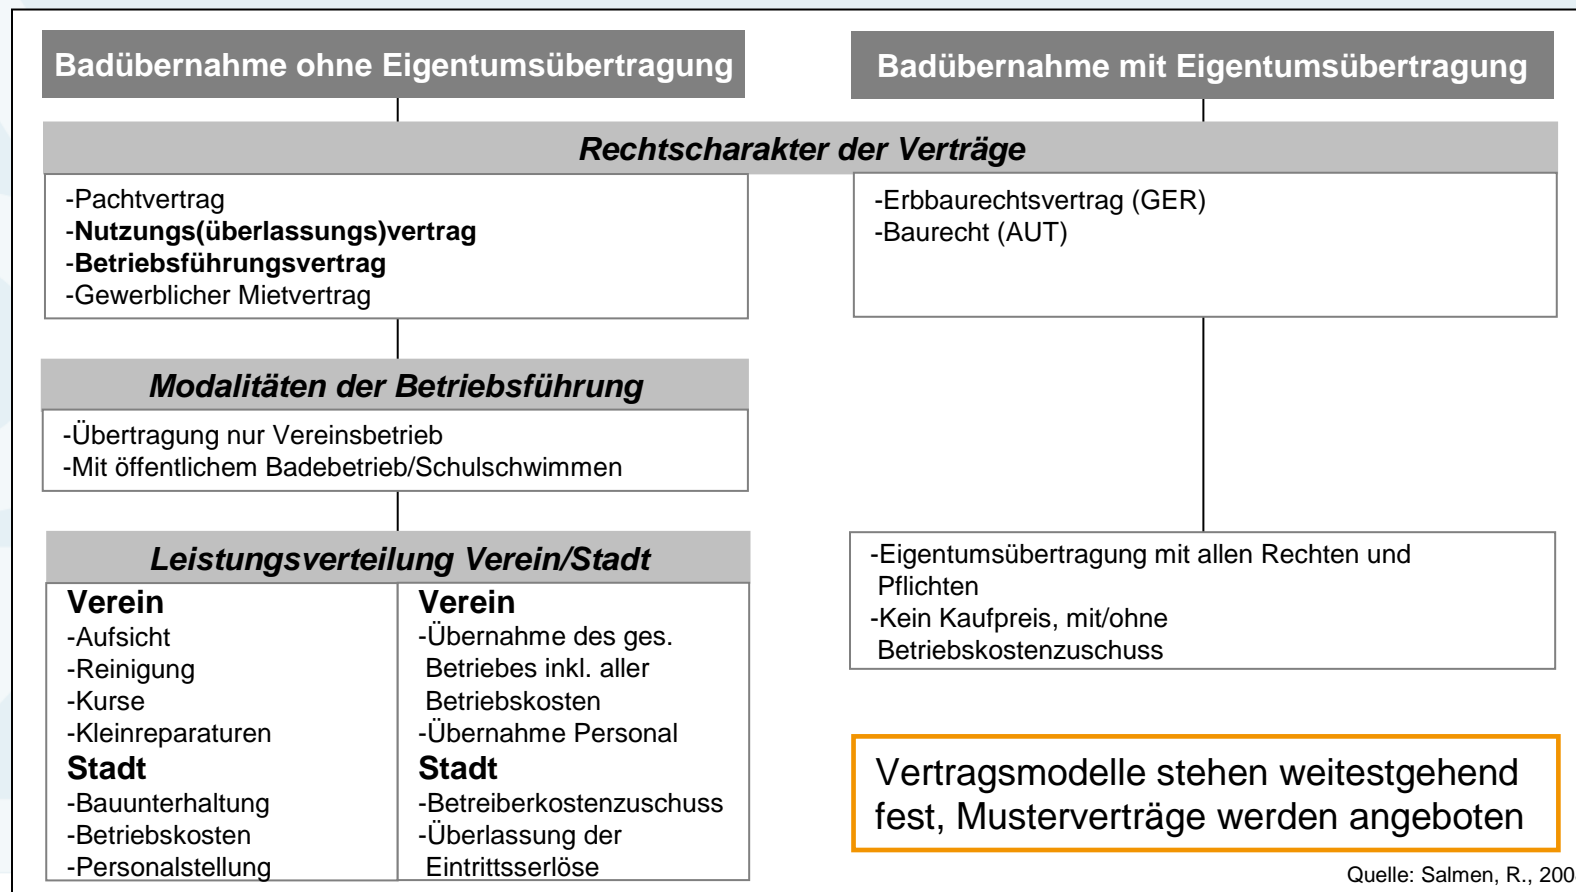 Badübernahme ohne Eigentumsübertragung
Badübernahme mit Eigentumsübertragung
Rechtscharakter der Verträge
-Pachtvertrag
-Nutzungs(überlassungs)vertrag
-Betriebsführungsvertrag
-Gewerblicher Mietvertrag
-Erbbaurechtsvertrag (GER)
-Baurecht (AUT)
Modalitäten der Betriebsführung
-Übertragung nur Vereinsbetrieb
-Mit öffentlichem Badebetrieb/Schulschwimmen
Leistungsverteilung Verein/Stadt
Verein
-Aufsicht
-Reinigung
-Kurse
-Kleinreparaturen
Stadt
-Bauunterhaltung
-Betriebskosten
-Personalstellung
Verein
-Übernahme des ges.
Betriebes inkl. aller
Betriebskosten
-Übernahme Personal
Stadt
-Betreiberkostenzuschuss
-Überlassung der
Eintrittsserlöse
-Eigentumsübertragung mit allen Rechten und
Pflichten
-Kein Kaufpreis, mit/ohne
Betriebskostenzuschuss
Vertragsmodelle stehen weitestgehend
fest, Musterverträge werden angeboten
Quelle: Salmen, R.,